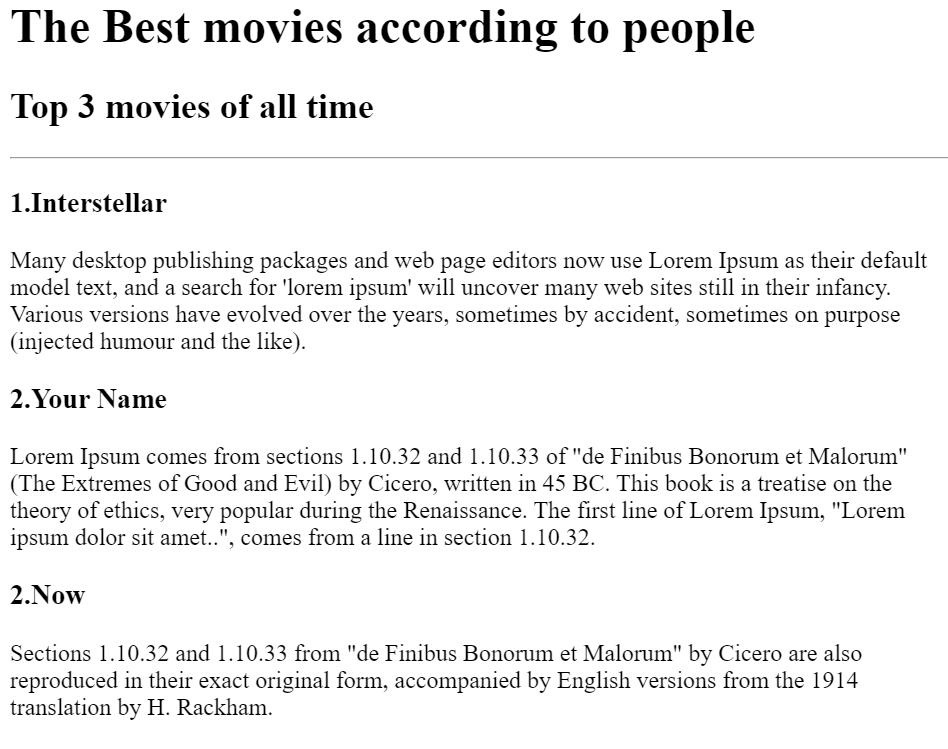 The Best movies according to people
Top 3 movies of all time
1.Interstellar
Many desktop publishing packages and web page editors now use Lorem Ipsum as their default
model text, and a search for 'lorem ipsum' will uncover many web sites still in their infancy.
Various versions have evolved over the years, sometimes by accident, sometimes on purpose
(injected humour and the like).
2.Your Name
Lorem Ipsum comes from sections 1.10.32 and 1.10.33 of "de Finibus Bonorum et Malorum"
(The Extremes of Good and Evil) by Cicero, written in 45 BC. This book is a treatise on the
theory of ethics, very popular during the Renaissance. The first line of Lorem Ipsum, "Lorem
ipsum dolor sit amet..", comes from a line in section 1.10.32.
2.Now
Sections 1.10.32 and 1.10.33 from "de Finibus Bonorum et Malorum" by Cicero are also
reproduced in their exact original form, accompanied by English versions from the 1914
translation by H. Rackham.